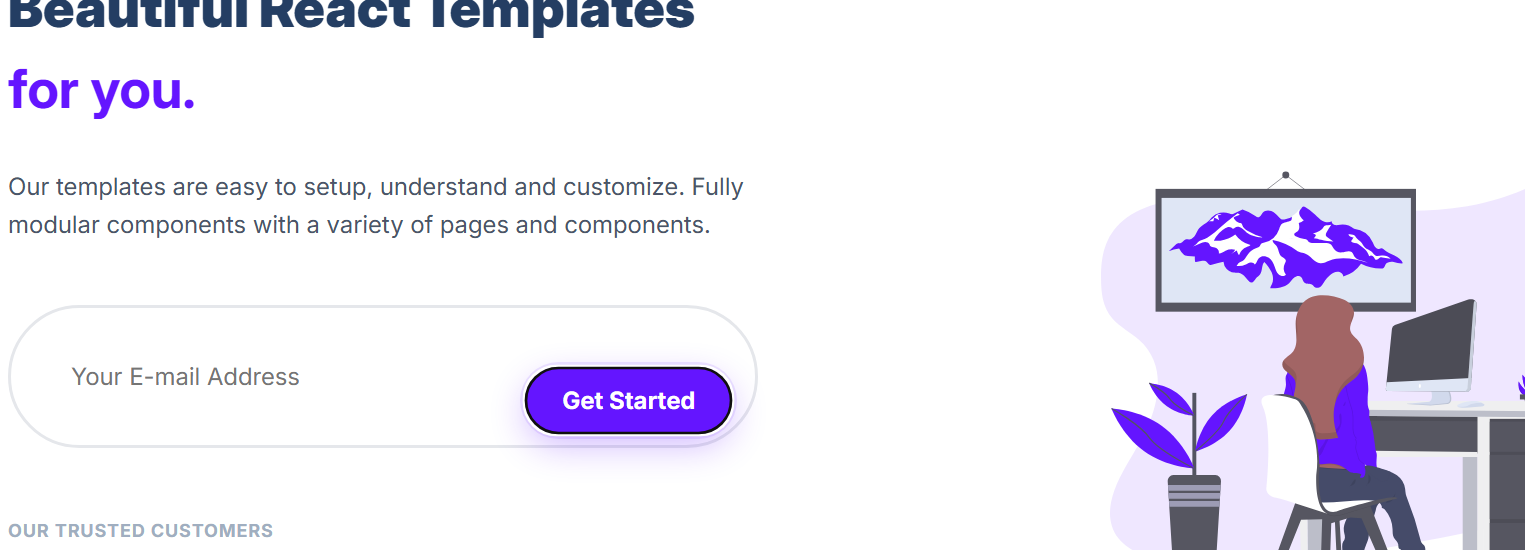 Beautiful React Templates
for you.
Our templates are easy to setup, understand and customize. Fully
modular components with a variety of pages and components.
Your E-mail Address
Get Started
OUR TRUSTED CUSTOMERS